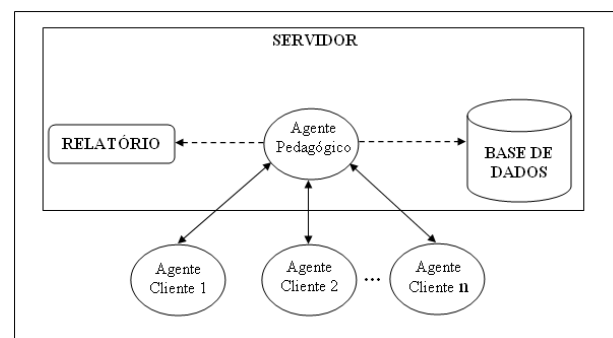 SERVIDOR
RELATÓRIO
Agente
Pedagógico
BASE DE
DADOS
Agente
Cliente 1
Agente
Cliente 2
...
Agente
Cliente n